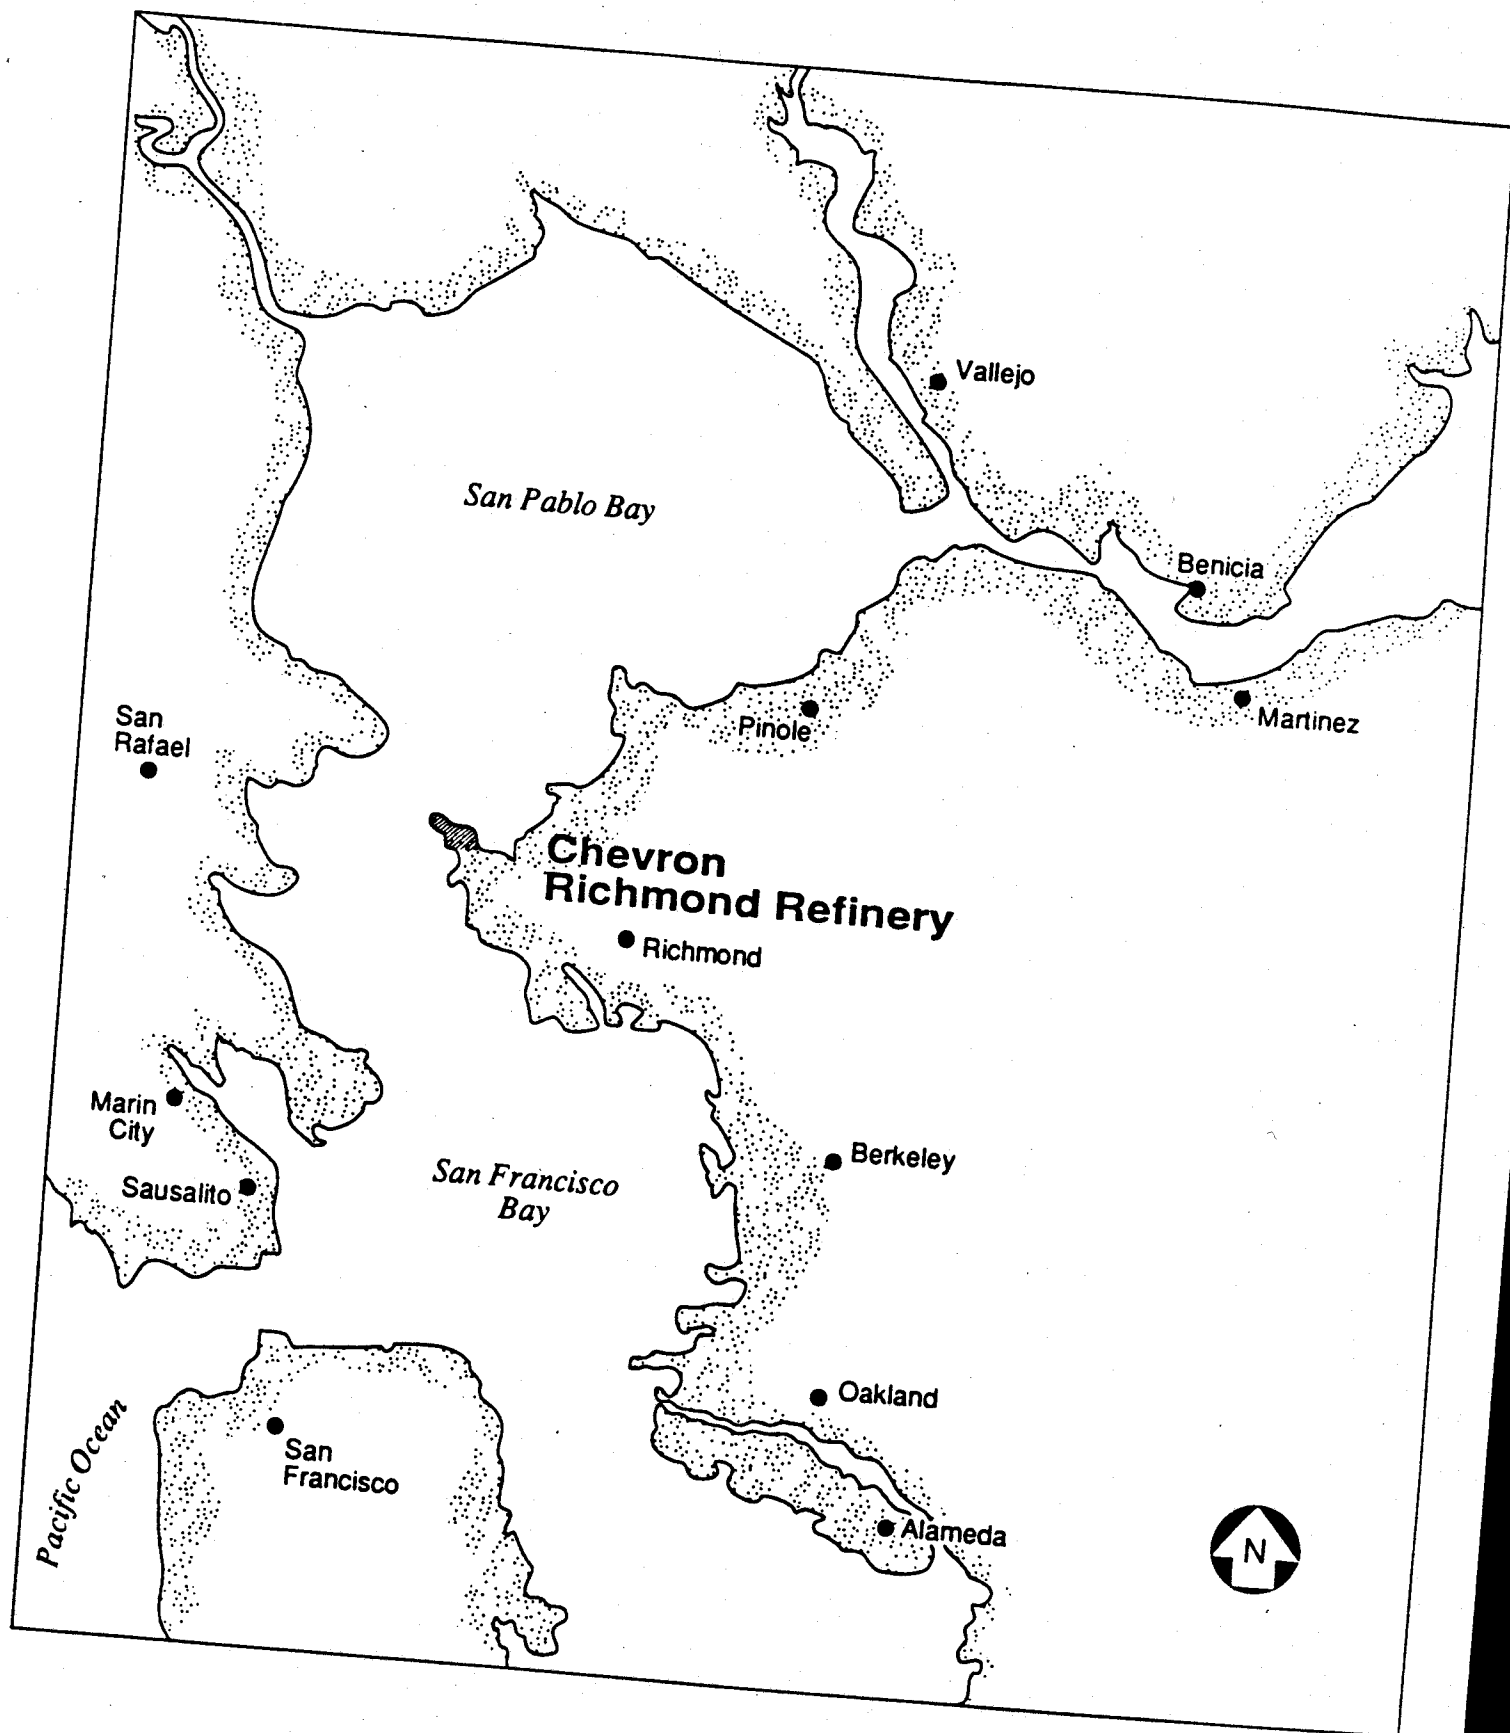 Vallejo
San Pablo Bay
Benicia
San
Rafael
Pinole
Martinez
Chevron
Richmond Refinery
Richmond
Marin
City
Berkeley
Sausalito
San Francisco
Bay
Oakland
Pacific Ocean
San
Francisco
Alameda
N